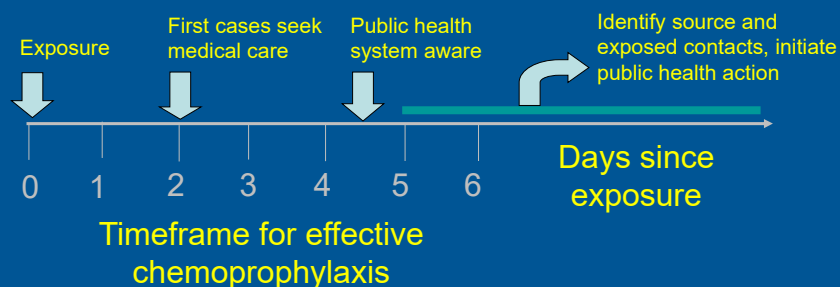 Exposure
First cases seek
medical care
Public health
system aware
Identify source and
exposed contacts, initiate
public health action
0 1 2 3 4 5 6
Days since
exposure
Timeframe for effective
chemoprophylaxis